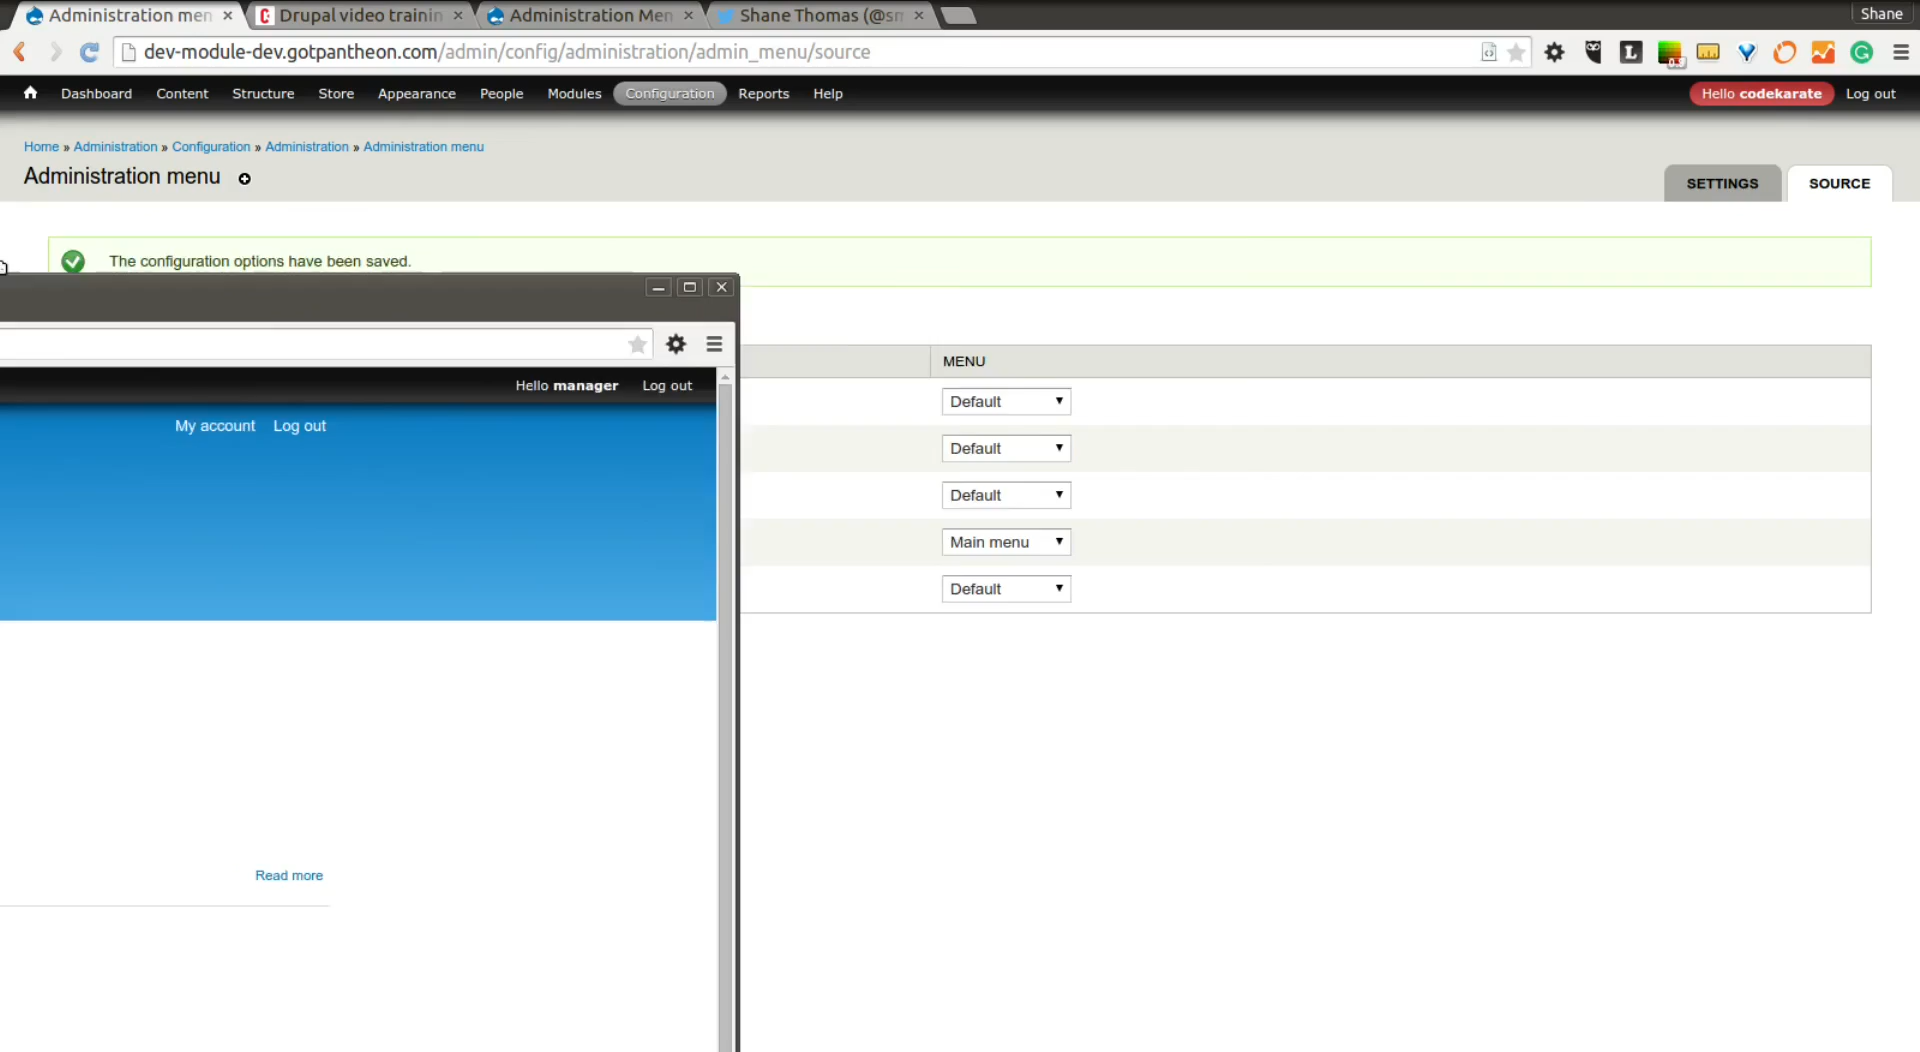 Administration men
Drupal video trainin
Administration Men
Shane Thomas (@sm
Shane
dev-module-dev.gotpantheon.com/admin/config/administration/admin_menu/source
Dashboard Content Structure Store Appearance People Modules Configuration Reports Help
Hello codekarate Log out
Home » Administration » Configuration » Administration » Administration menu
Administration menu
SETTINGS SOURCE
The configuration options have been saved.
Hello manager Log out
My account Log out
Read more
MENU
Default
Default
Default
Main menu
Default